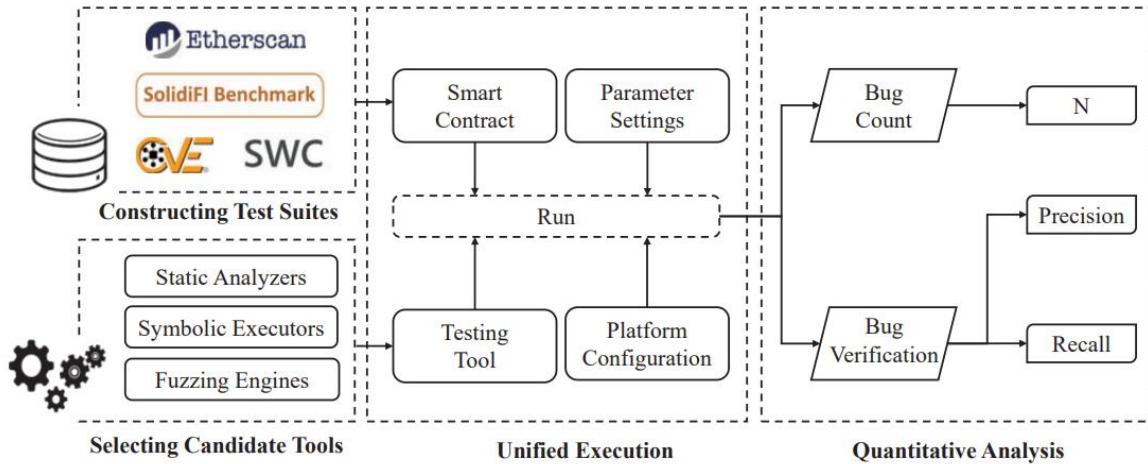 Etherscan
SolidiFI Benchmark
CVE®
SWC
Constructing Test Suites
Static Analyzers
Symbolic Executors
Fuzzing Engines
Selecting Candidate Tools
Smart
Contract
Parameter
Settings
Run
Testing
Tool
Platform
Configuration
Unified Execution
Bug
Count
N
Precision
Bug
Verification
Recall
Quantitative Analysis